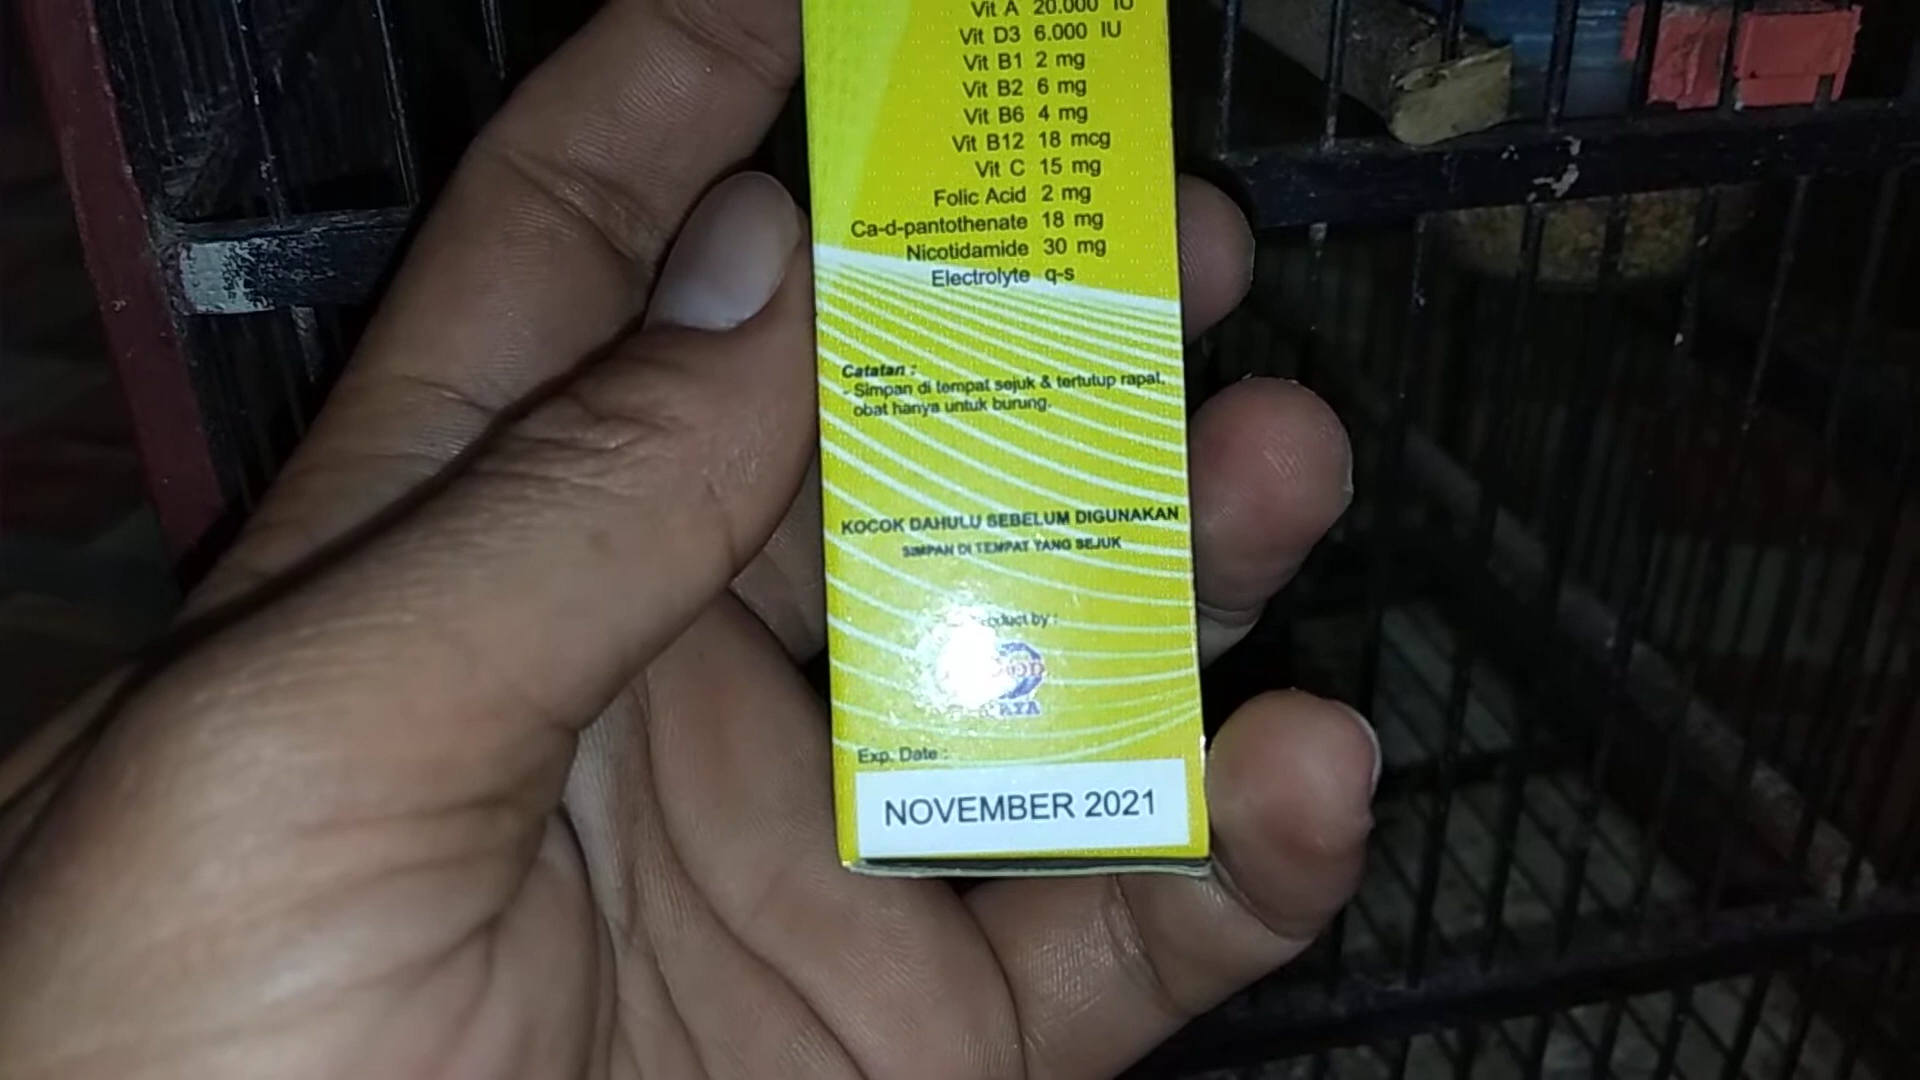 Vit A 20.000 IU
Vit D3 6.000 IU
Vit B1 2 mg
Vit B2 6 mg
Vit B6 4 mg
Vit B12 18 mcg
Vit C 15 mg
Folic Acid 2 mg
Ca-d-pantothenate 18 mg
Nicotidamide 30 mg
Electrolyte q-s
Catatan :
- Simpan di tempat sejuk & tertutup rapat,
obat hanya untuk burung.
KOCOK DAHULU SEBELUM DIGUNAKAN
SIMPAN DI TEMPAT YANG SEJUK
by :
Exp. Date :
NOVEMBER 2021